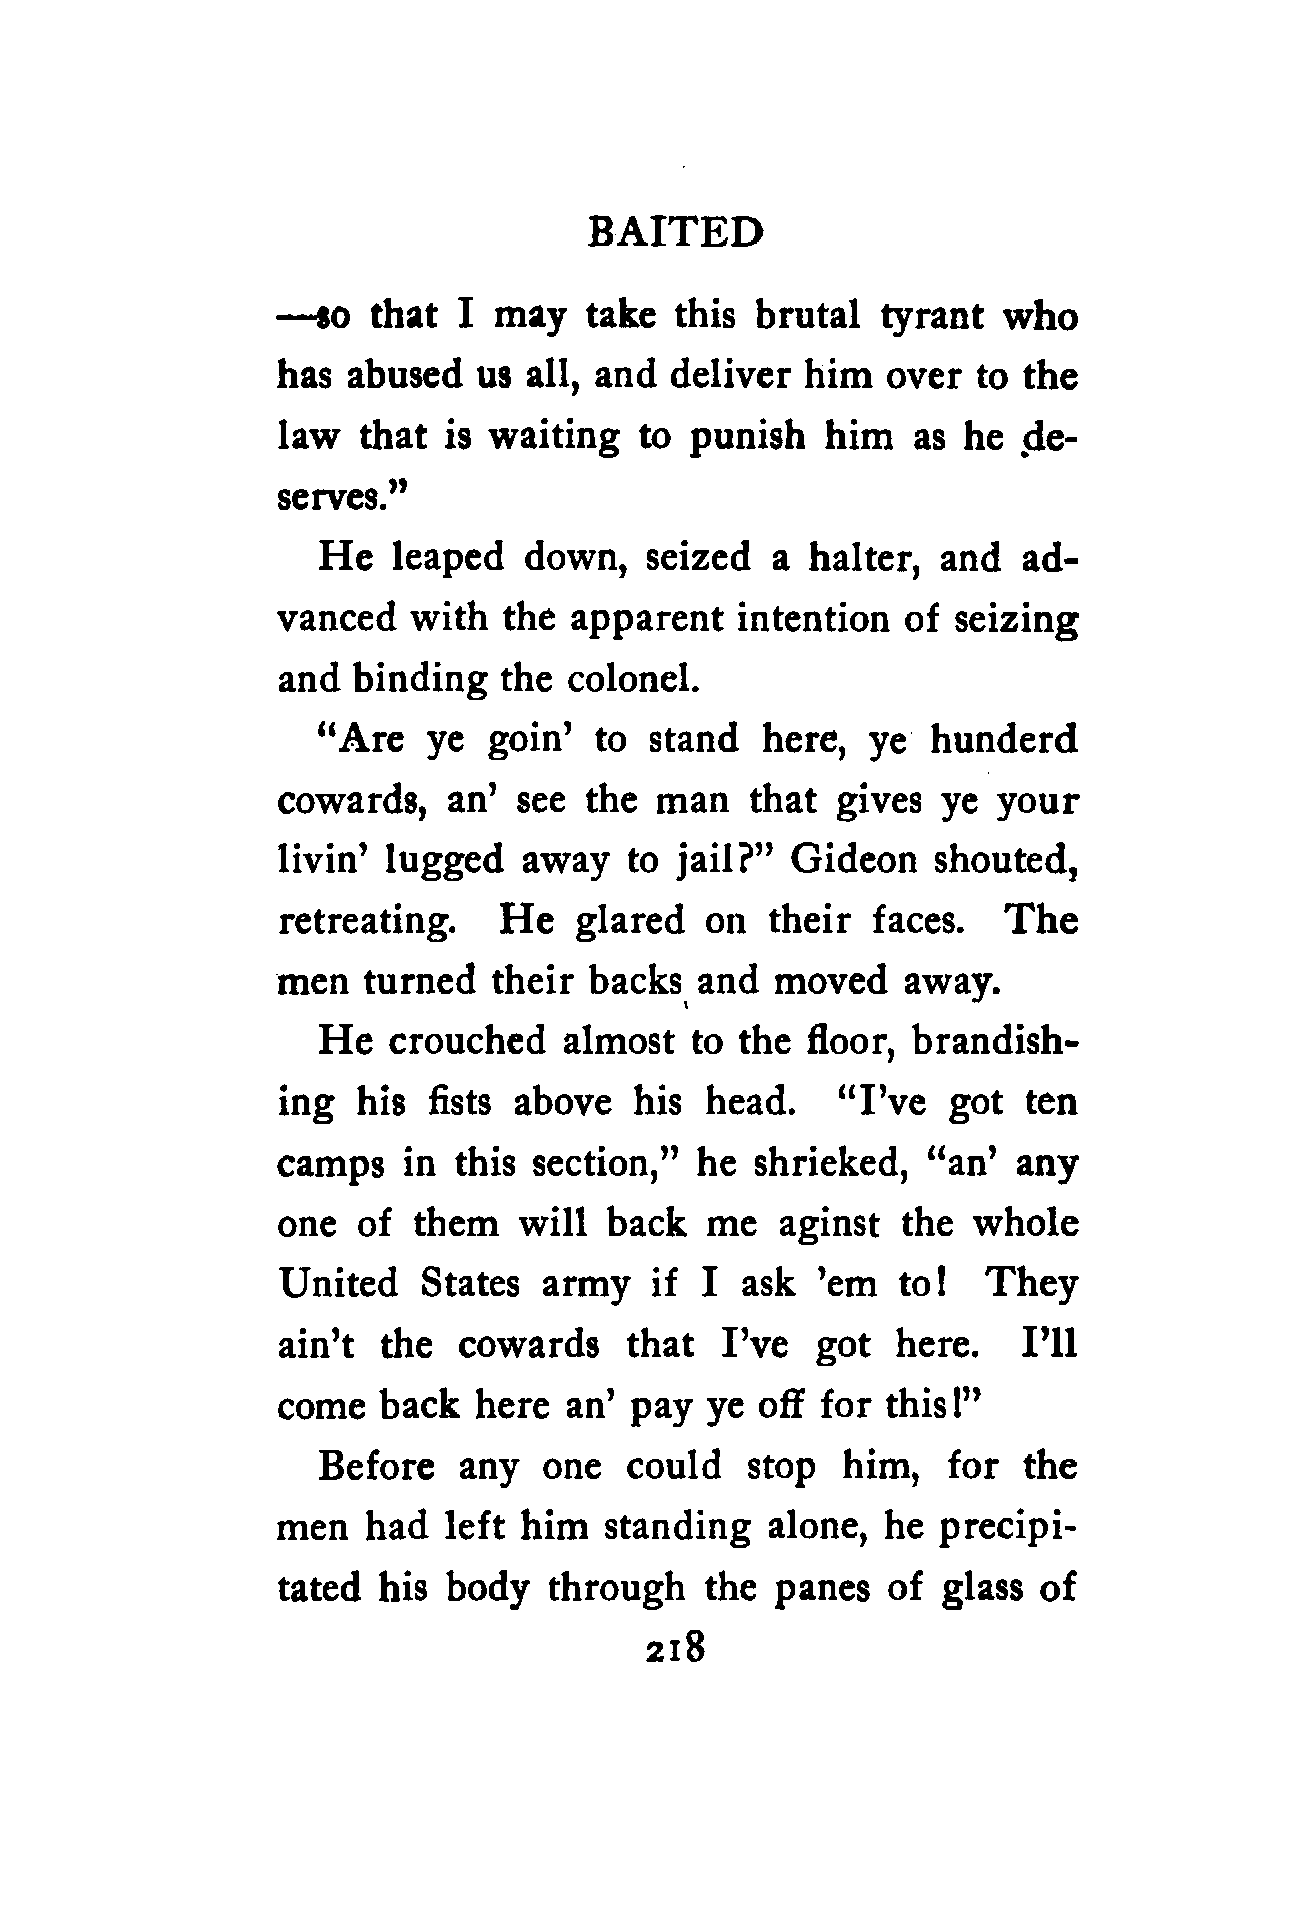 BAITED
—so that I may take this brutal tyrant who
has abused us all, and deliver him over to the
law that is waiting to punish him as he de-
serves.”
He leaped down, seized a halter, and ad-
vanced with the apparent intention of seizing
and binding the colonel.
“Are ye goin’ to stand here, ye hunderd
cowards, an’ see the man that gives ye your
livin’ lugged away to jail?” Gideon shouted,
retreating. He glared on their faces. The
men turned their backs and moved away.
He crouched almost to the floor, brandish-
ing his fists above his head. “I’ve got ten
camps in this section,” he shrieked, “an’ any
one of them will back me aginst the whole
United States army if I ask ’em to! They
ain’t the cowards that I’ve got here. I’ll
come back here an’ pay ye off for this!”
Before any one could stop him, for the
men had left him standing alone, he precipi-
tated his body through the panes of glass of
218